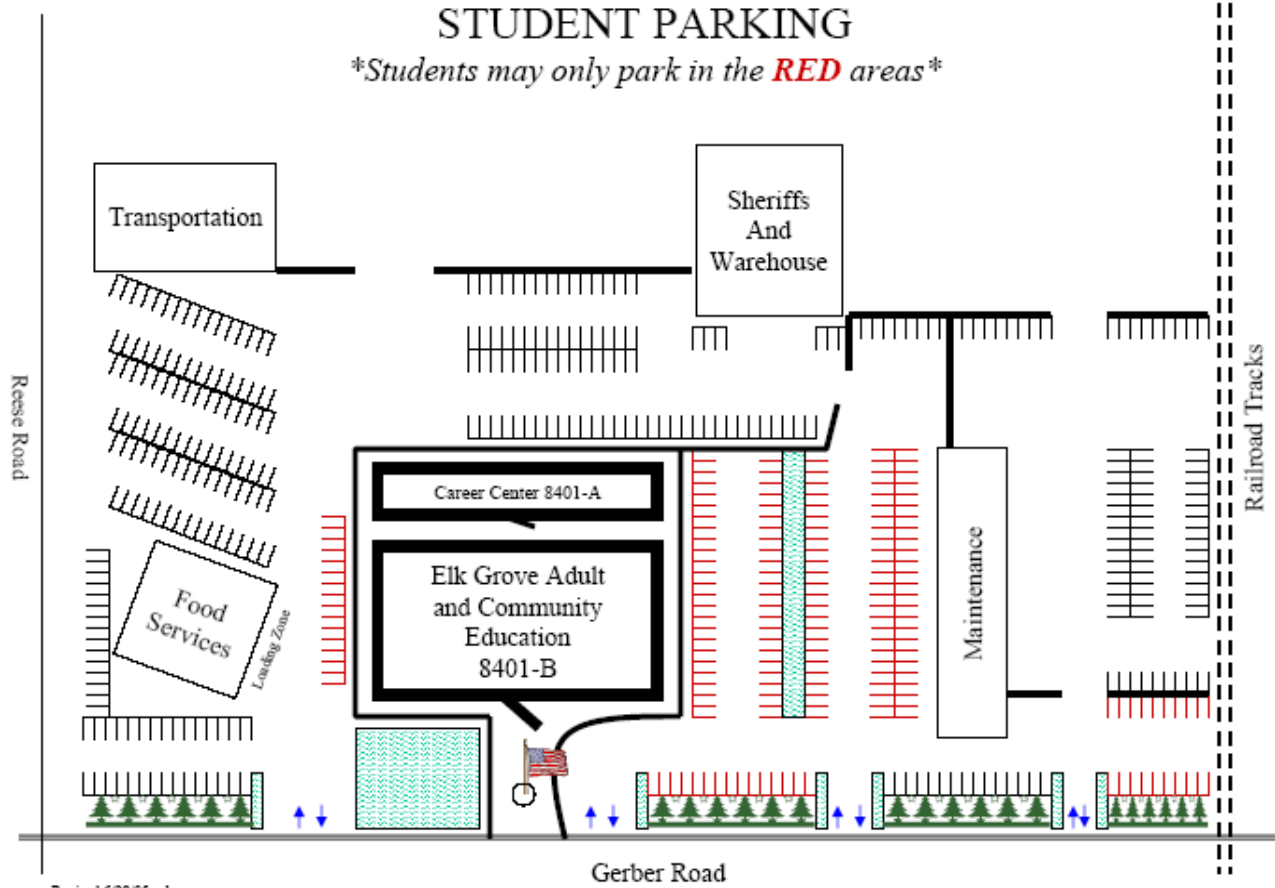 STUDENT PARKING
*Students may only park in the RED areas*
Transportation
Sheriffs
And
Warehouse
Reese Road
Railroad Tracks
Career Center 8401-A
Elk Grove Adult
and Community
Education
8401-B
Food
Services
Loading Zone
Maintenance
Gerber Road